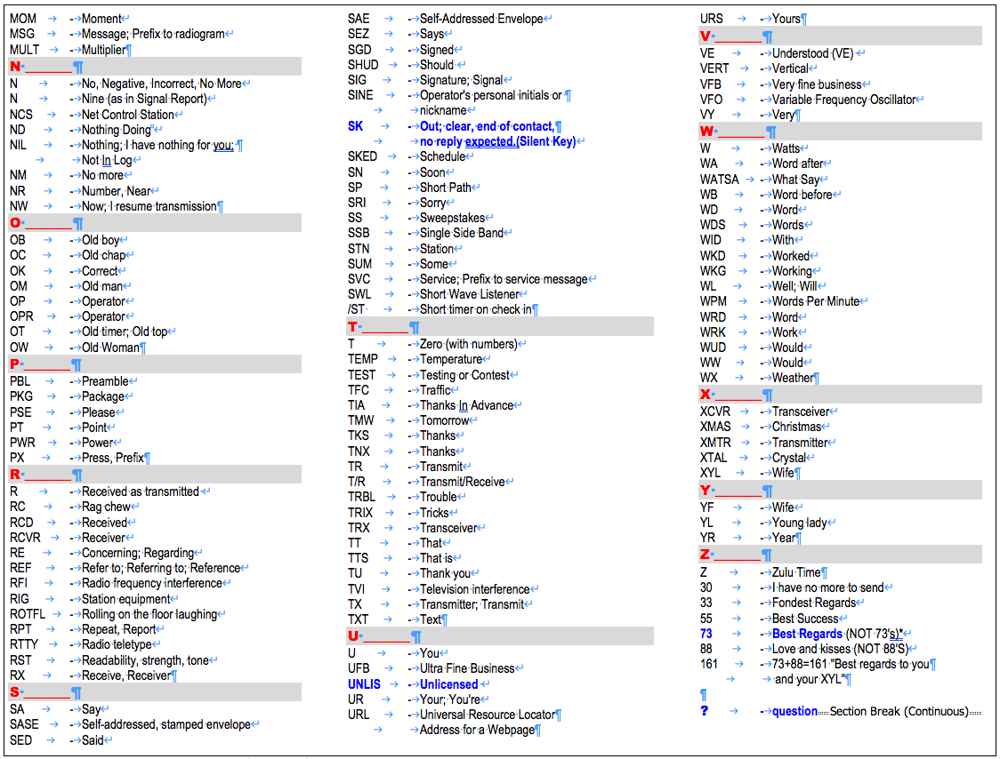 MOM → -→Moment↵
MSG → -→Message; Prefix to radiogram↵
MULT → -→Multiplier¶
N·_______·¶
N → -→No, Negative, Incorrect, No More↵
N → -→Nine (as in Signal Report)↵
NCS → -→Net Control Station↵
ND → -→Nothing Doing↵
NIL → -→Nothing; I have nothing for you; ¶
→ →Not In Log↵
NM → -→No more↵
NR → -→Number, Near↵
NW → -→Now; I resume transmission¶
O·_______·¶
OB → -→Old boy↵
OC → -→Old chap↵
OK → -→Correct↵
OM → -→Old man↵
OP → -→Operator↵
OPR → -→Operator↵
OT → -→Old timer; Old top↵
OW → -→Old Woman¶
P·_______·¶
PBL → -→Preamble↵
PKG → -→Package↵
PSE → -→Please↵
PT → -→Point↵
PWR → -→Power↵
PX → -→Press, Prefix¶
R·_______·¶
R → -→Received as transmitted↵
RC → -→Rag chew↵
RCD → -→Received↵
RCVR → -→Receiver↵
RE → -→Concerning; Regarding↵
REF → -→Refer to; Referring to; Reference↵
RFI → -→Radio frequency interference↵
RIG → -→Station equipment↵
ROTFL → -→Rolling on the floor laughing↵
RPT → -→Repeat, Report↵
RTTY → -→Radio teletype↵
RST → -→Readability, strength, tone↵
RX → -→Receive, Receiver¶
S·_______·¶
SA → -→Say↵
SASE → -→Self-addressed, stamped envelope↵
SED → -→Said↵
SAE → -→Self-Addressed Envelope↵
SEZ → -→Says↵
SGD → -→Signed↵
SHUD → -→Should ↵
SIG → -→Signature; Signal↵
SINE → -→Operator's personal initials or ¶
→ →nickname↵
SK → -→Out; clear, end of contact,¶
→ →no reply expected.(Silent Key)↵
SKED → -→Schedule↵
SN → -→Soon↵
SP → -→Short Path↵
SRI → -→Sorry↵
SS → -→Sweepstakes↵
SSB → -→Single Side Band↵
STN → -→Station↵
SUM → -→Some↵
SVC → -→Service; Prefix to service message↵
SWL → -→Short Wave Listener↵
/ST → -→Short timer on check in¶
T·_______·¶
T → -→Zero (with numbers)↵
TEMP → -→Temperature↵
TEST → -→Testing or Contest↵
TFC → -→Traffic↵
TIA → -→Thanks In Advance↵
TMW → -→Tomorrow↵
TKS → -→Thanks↵
TNX → -→Thanks↵
TR → -→Transmit↵
T/R → -→Transmit/Receive↵
TRBL → -→Trouble↵
TRIX → -→Tricks↵
TRX → -→Transceiver↵
TT → -→That↵
TTS → -→That is↵
TU → -→Thank you↵
TVI → -→Television interference↵
TX → -→Transmitter; Transmit↵
TXT → -→Text¶
U·_______·¶
U → -→You↵
UFB → -→Ultra Fine Business↵
UNLIS → -→Unlicensed ↵
UR → -→Your; You're↵
URL → -→Universal Resource Locator¶
→ →Address for a Webpage¶
URS → -→Yours¶
V·_______·¶
VE → -→Understood (VE) ↵
VERT → -→Vertical↵
VFB → -→Very fine business↵
VFO → -→Variable Frequency Oscillator↵
VY → -→Very¶
W·_______·¶
W → -→Watts↵
WA → -→Word after↵
WATSA → -→What Say↵
WB → -→Word before↵
WD → -→Word↵
WDS → -→Words↵
WID → -→With↵
WKD → -→Worked↵
WKG → -→Working↵
WL → -→Well; Will↵
WPM → -→Words Per Minute↵
WRD → -→Word↵
WRK → -→Work↵
WUD → -→Would↵
WW → -→Would↵
WX → -→Weather¶
X·_______·¶
XCVR → -→Transceiver↵
XMAS → -→Christmas↵
XMTR → -→Transmitter↵
XTAL → -→Crystal↵
XYL → -→Wife¶
Y·_______·¶
YF → -→Wife↵
YL → -→Young lady↵
YR → -→Year¶
Z·_______·¶
Z → -→Zulu Time¶
30 → -→I have no more to send↵
33 → -→Fondest Regards↵
55 → -→Best Success↵
73 → -→Best Regards (NOT 73's)*↵
88 → -→Love and kisses (NOT 88'S)↵
161 → -→73+88=161 "Best regards to you¶
→ → and your XYL"¶
¶
? → -→question Section Break (Continuous)